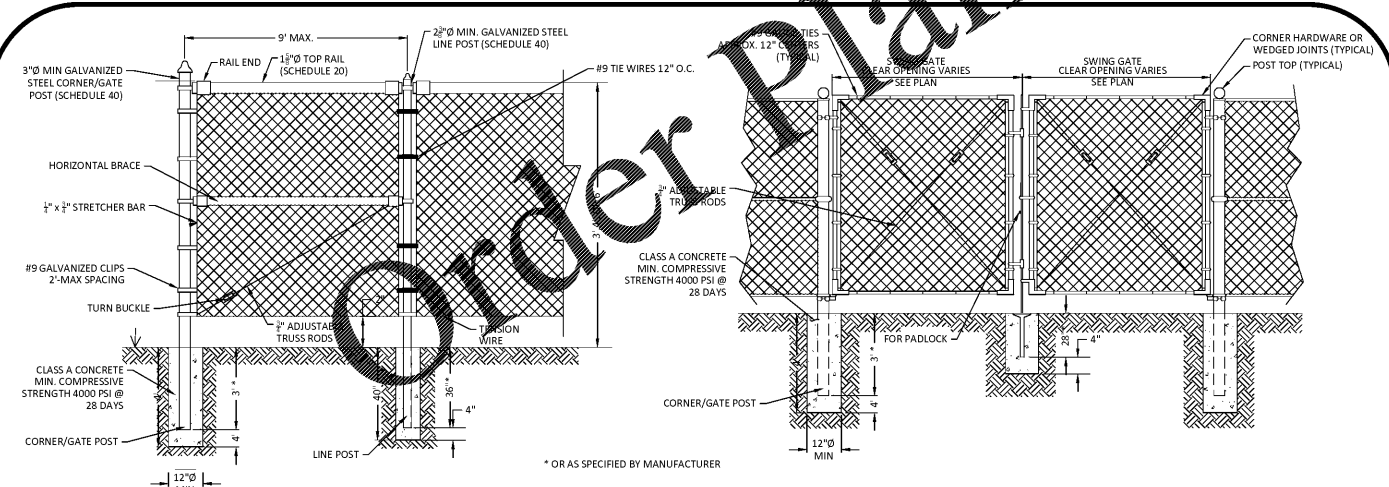 9' MAX.
2⅜"Ø MIN. GALVANIZED STEEL
LINE POST (SCHEDULE 40)
RAIL END
1⅝"Ø TOP RAIL
(SCHEDULE 20)
3"Ø MIN GALVANIZED
STEEL CORNER/GATE
POST (SCHEDULE 40)
#9 TIE WIRES 12" O.C.
HORIZONTAL BRACE
¼" x ¾" STRETCHER BAR
#9 GALVANIZED CLIPS
2'-MAX SPACING
TURN BUCKLE
ADJUSTABLE
TRUSS RODS
2"
TENSION
WIRE
CLASS A CONCRETE
MIN. COMPRESSIVE
STRENGTH 4000 PSI @
28 DAYS
3' *
4'
40"
36" *
4"
CORNER/GATE POST
LINE POST
12"Ø
* OR AS SPECIFIED BY MANUFACTURER
TIES
APPROX. 12" CENTERS
(TYPICAL)
SWING GATE
CLEAR OPENING VARIES
SEE PLAN
SWING GATE
CLEAR OPENING VARIES
SEE PLAN
CORNER HARDWARE OR
WEDGED JOINTS (TYPICAL)
POST TOP (TYPICAL)
ADJUSTABLE
TRUSS RODS
CLASS A CONCRETE
MIN. COMPRESSIVE
STRENGTH 4000 PSI @
28 DAYS
FOR PADLOCK
3' *
28"
4"
4'
CORNER/GATE POST
12"Ø
MIN
Order Plan